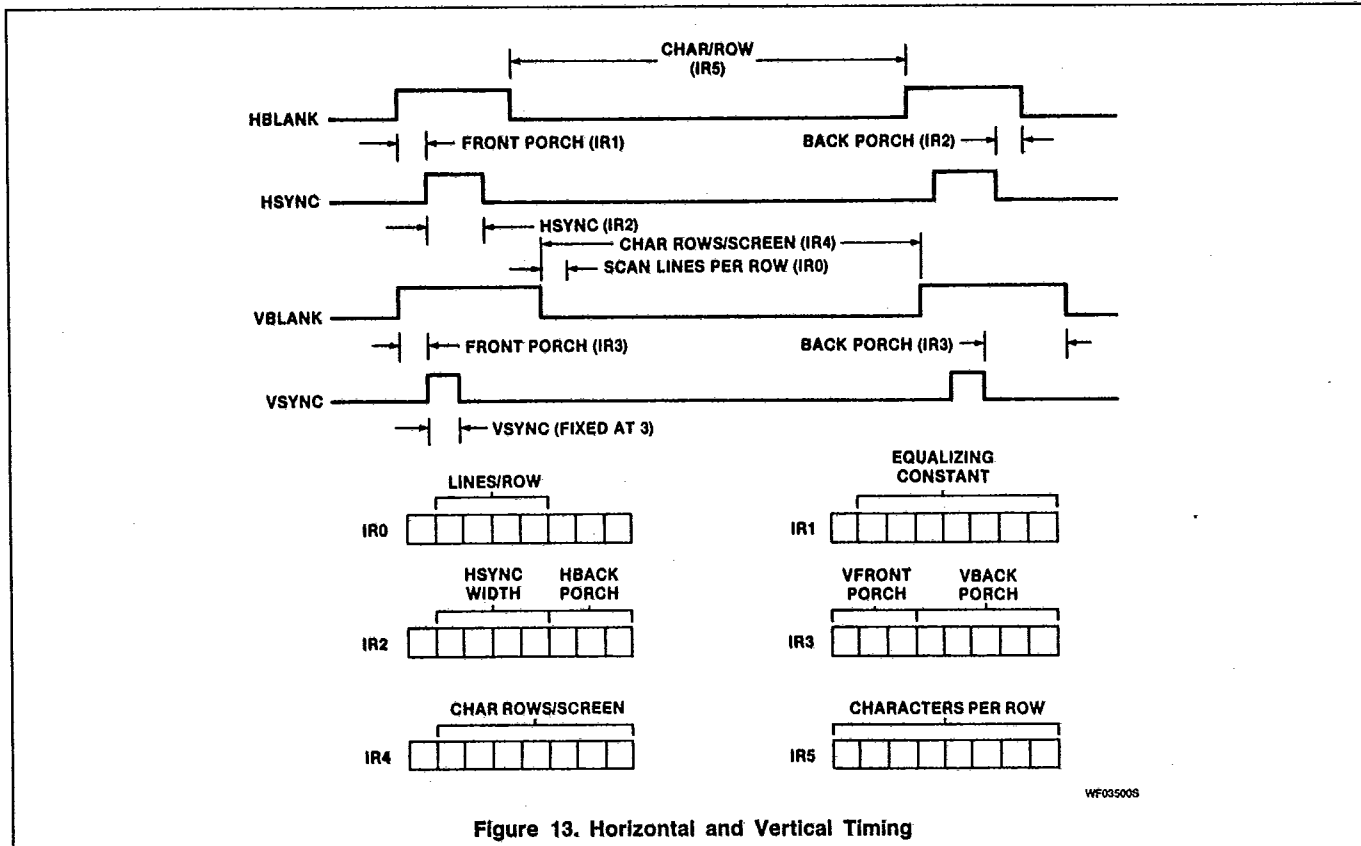 CHAR/ROW
(IR5)
HBLANK
FRONT PORCH (IR1)
BACK PORCH (IR2)
HSYNC
HSYNC (IR2)
CHAR ROWS/SCREEN (IR4)
SCAN LINES PER ROW (IR0)
VBLANK
FRONT PORCH (IR3)
BACK PORCH (IR3)
VSYNC
VSYNC (FIXED AT 3)
LINES/ROW
IR0
EQUALIZING
CONSTANT
IR1
HSYNC
WIDTH
HBACK
PORCH
IR2
VFRONT
PORCH
VBACK
PORCH
IR3
CHAR ROWS/SCREEN
IR4
CHARACTERS PER ROW
IR5
WF03500S
Figure 13. Horizontal and Vertical Timing